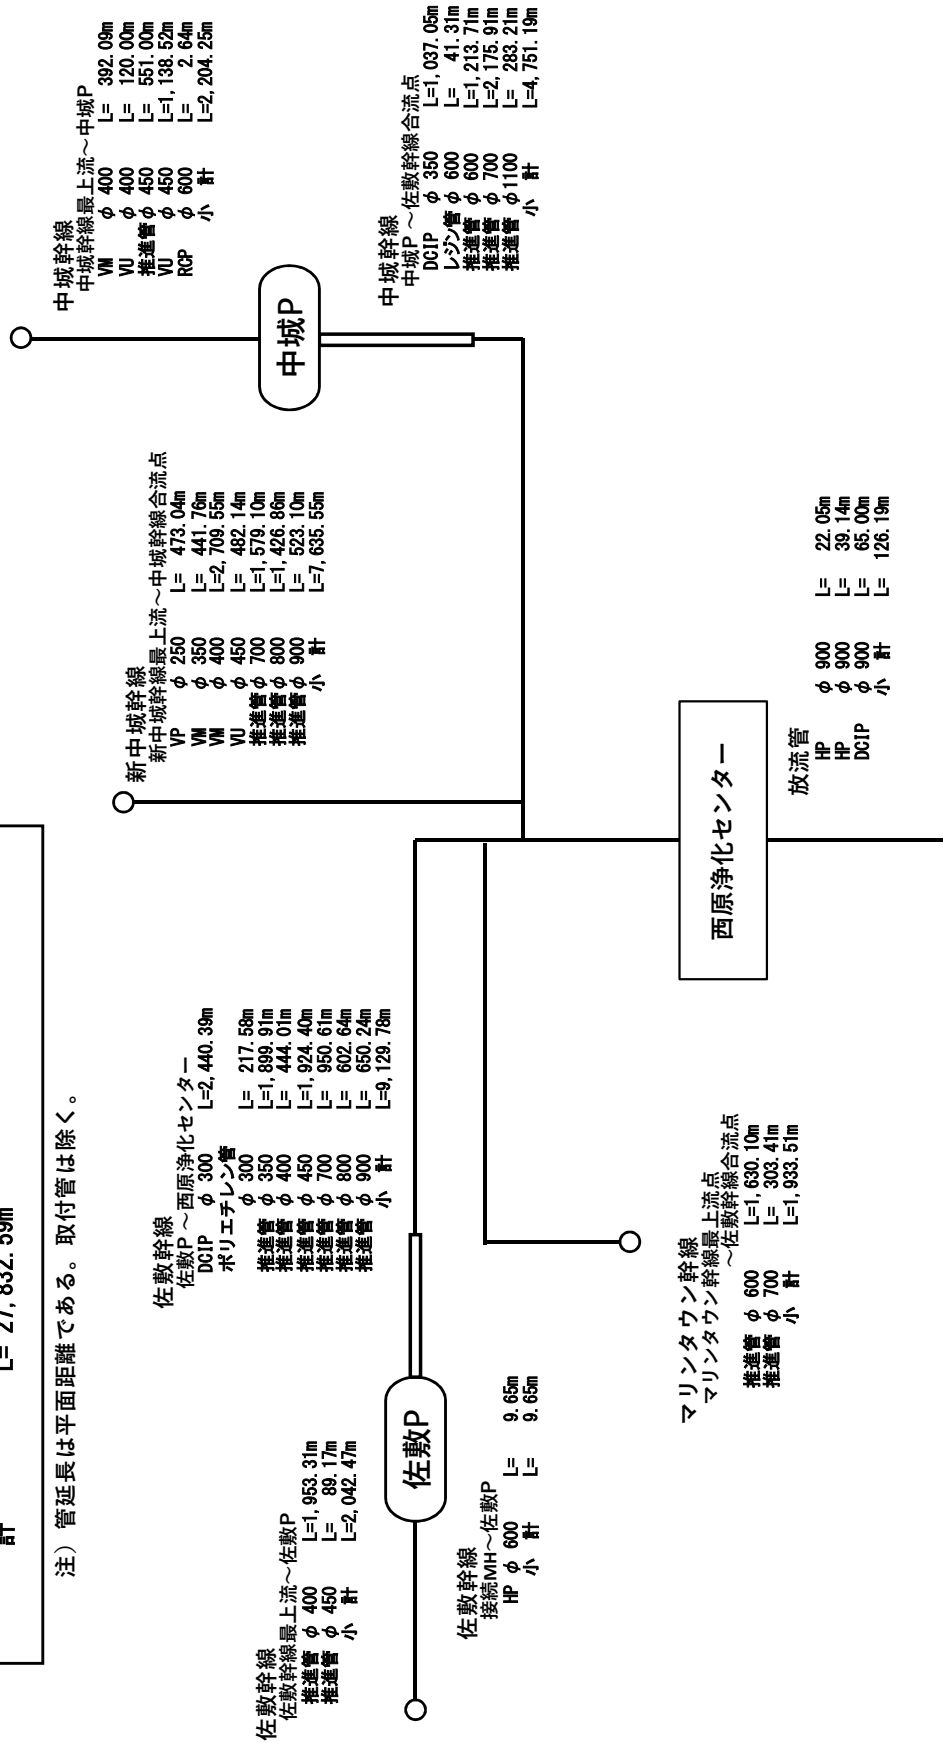 計 L= 27,832.59m
注) 管延長は平面距離である。取付管は除く。
佐敷幹線
佐敷幹線最上流～佐敷P
推進管 φ 400 L=1,953.31m
推進管 φ 450 L= 89.17m
小 計 L=2,042.47m
佐敷P
佐敷幹線
接続MH～佐敷P
HP φ 600 L= 9.65m
小 計 L= 9.65m
佐敷幹線
佐敷P ～西原浄化センター
DCIP φ 300 L=2,440.39m
ポリエチレン管
φ 300 L= 217.58m
推進管 φ 350 L=1,899.91m
推進管 φ 400 L= 444.01m
推進管 φ 450 L=1,924.40m
推進管 φ 700 L= 950.61m
推進管 φ 800 L= 602.64m
推進管 φ 900 L= 650.24m
小 計 L=9,129.78m
マリンタウン幹線
マリンタウン幹線最上流点
～佐敷幹線合流点
推進管 φ 600 L=1,630.10m
推進管 φ 700 L= 303.41m
小 計 L=1,933.51m
新中城幹線
新中城幹線最上流～中城幹線合流点
VP φ 250 L= 473.04m
VM φ 350 L= 441.76m
VM φ 400 L=2,709.55m
VU φ 450 L= 482.14m
推進管 φ 700 L=1,579.10m
推進管 φ 800 L=1,426.86m
推進管 φ 900 L= 523.10m
小 計 L=7,635.55m
西原浄化センター
放流管
HP φ 900 L= 22.05m
HP φ 900 L= 39.14m
DCIP φ 900 L= 65.00m
小 計 L= 126.19m
中城幹線
中城幹線最上流～中城P
VM φ 400 L= 392.09m
VU φ 400 L= 120.00m
推進管 φ 450 L= 551.00m
VU φ 450 L=1,138.52m
RCP φ 600 L= 2.64m
小 計 L=2,204.25m
中城P
中城幹線
中城P ～佐敷幹線合流点
DCIP φ 350 L=1,037.05m
レジン管 φ 600 L= 41.31m
推進管 φ 600 L=1,213.71m
推進管 φ 700 L=2,175.91m
推進管 φ1100 L= 283.21m
小 計 L=4,751.19m